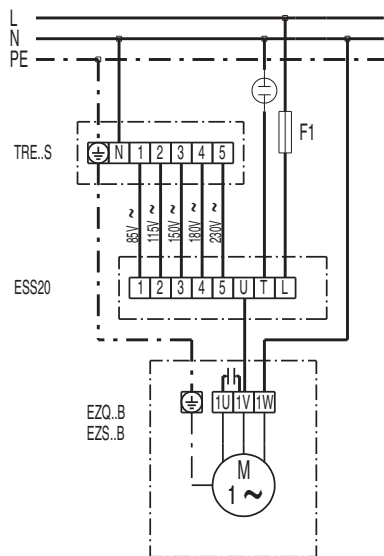 L
N
PE
F1
TRE..S
N 1 2 3 4 5
85V ~
115V ~
150V ~
180V ~
230V ~
ESS20
1 2 3 4 5 U T L
EZQ..B
EZS..B
1U 1V 1W
M
1 ~